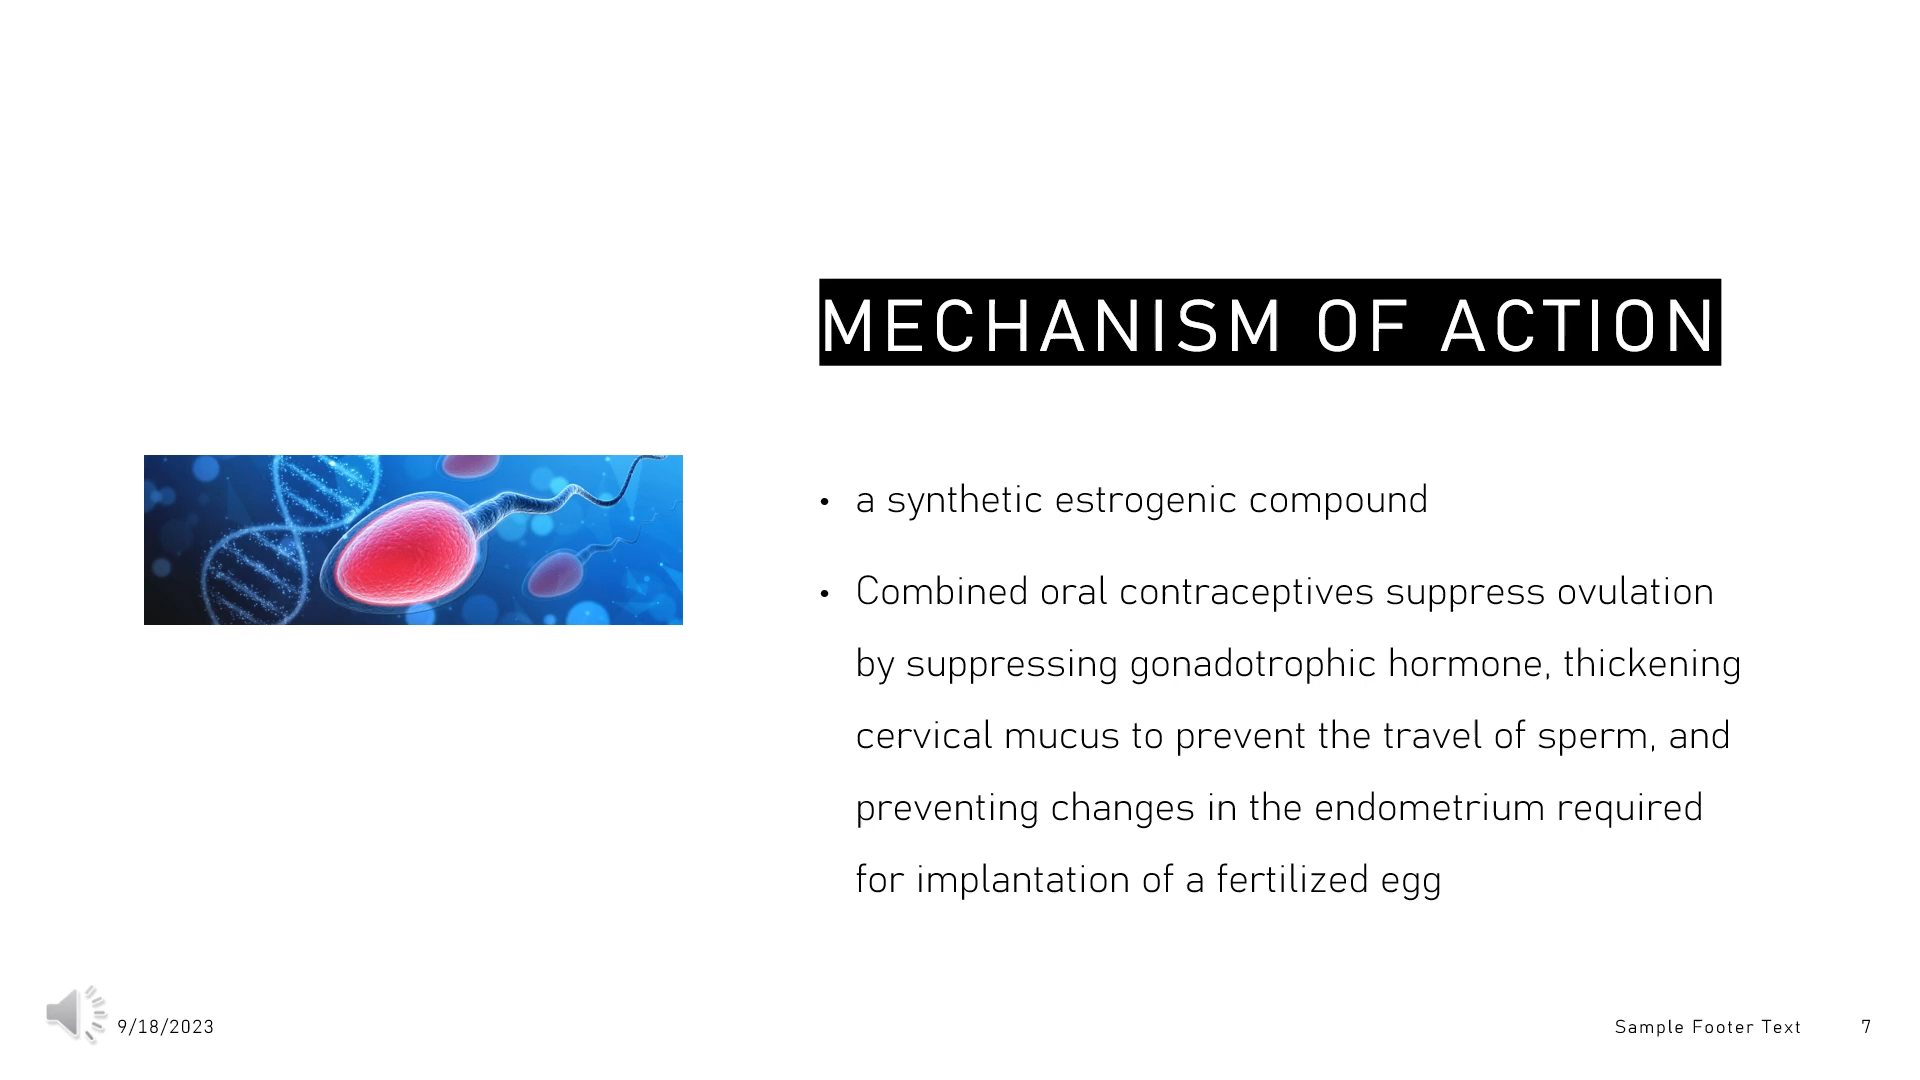 MECHANISM OF ACTION
• a synthetic estrogenic compound
• Combined oral contraceptives suppress ovulation
by suppressing gonadotrophic hormone, thickening
cervical mucus to prevent the travel of sperm, and
preventing changes in the endometrium required
for implantation of a fertilized egg
9/18/2023
Sample Footer Text
7